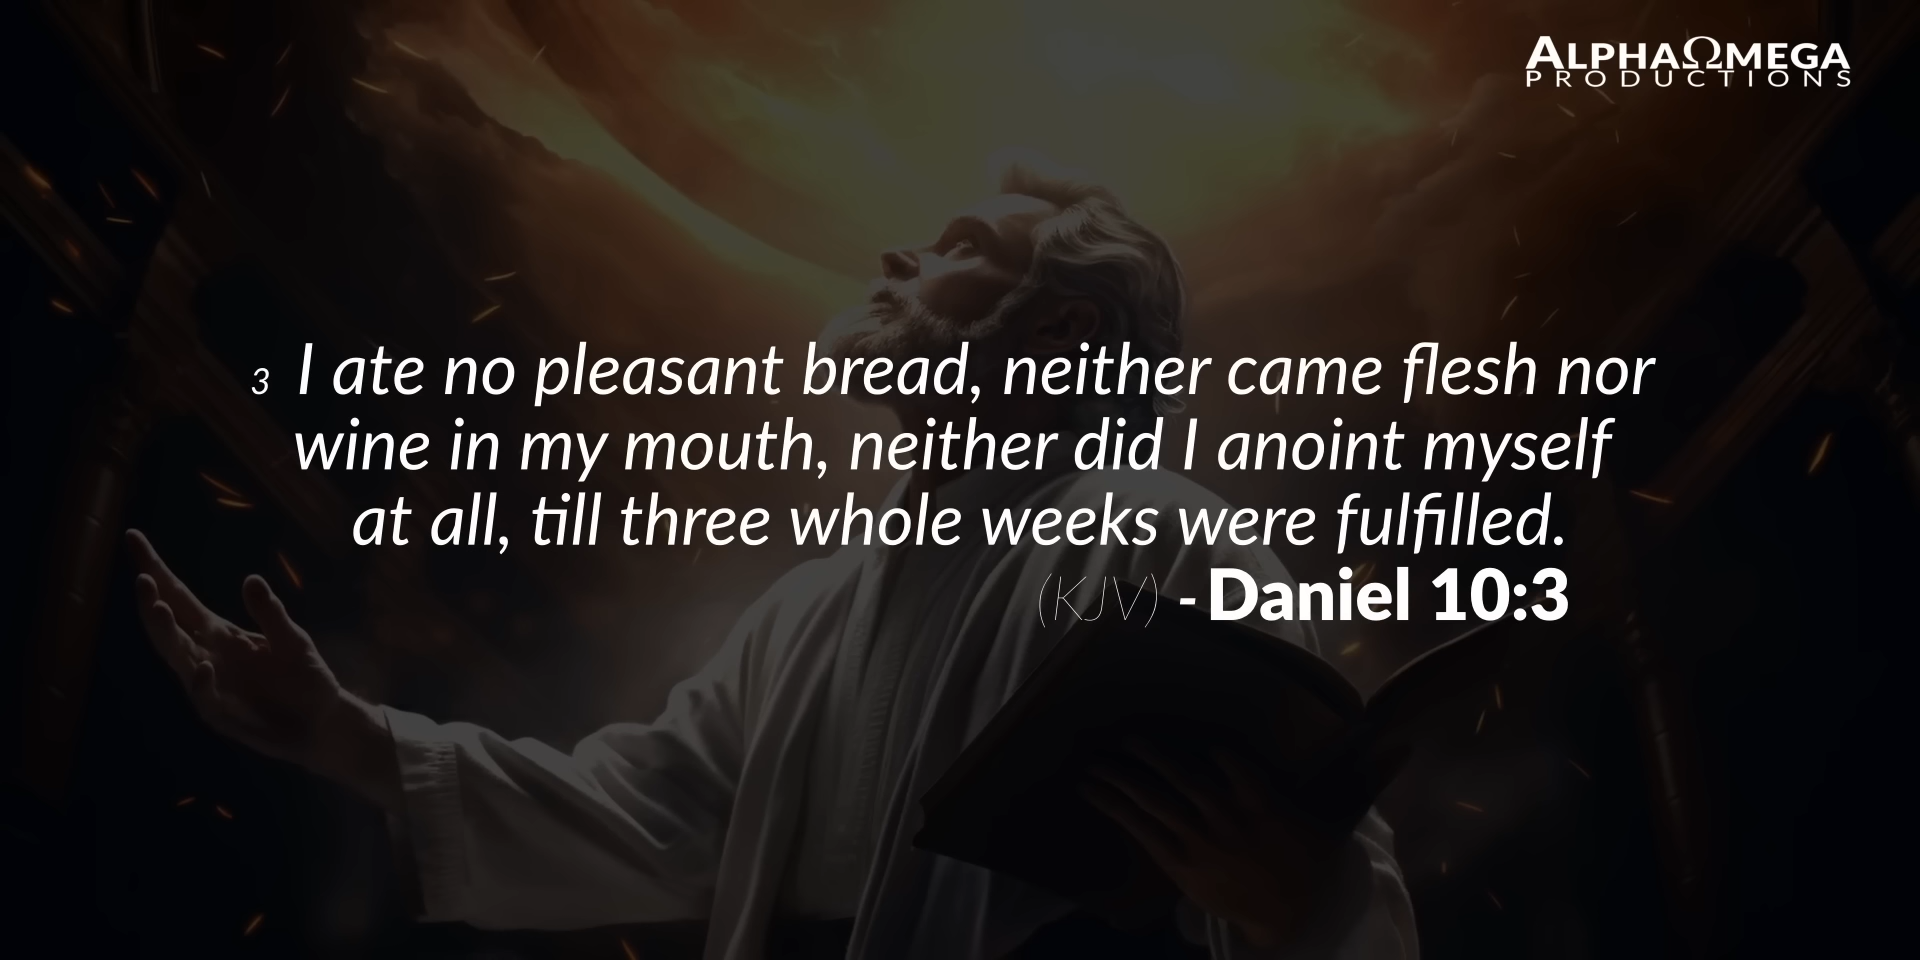 ALPHAΩMEGA
PRODUCTIONS
3 I ate no pleasant bread, neither came flesh nor
wine in my mouth, neither did I anoint myself
at all, till three whole weeks were fulfilled.
(KJV) - Daniel 10:3